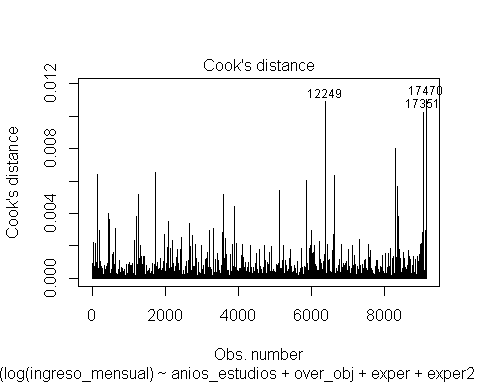 Cook's distance
Cook's distance
0.000
0.004
0.008
0.012
12249
17470
17351
0 2000 4000 6000 8000
Obs. number
(log(ingreso_mensual) ~ anios_estudios + over_obj + exper + exper2